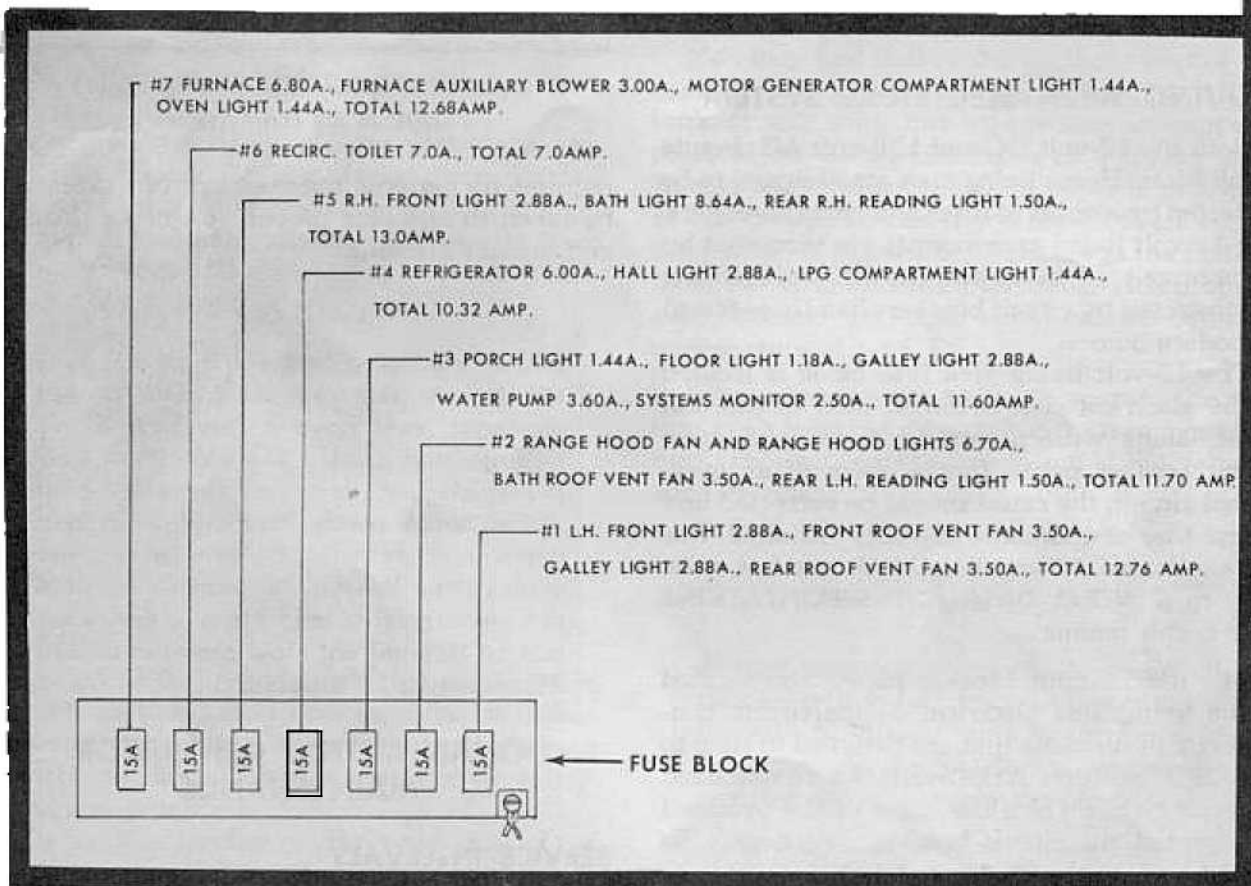 #7 FURNACE 6.80A., FURNACE AUXILIARY BLOWER 3.00A., MOTOR GENERATOR COMPARTMENT LIGHT 1.44A.,
OVEN LIGHT 1.44A., TOTAL 12.68AMP.
#6 RECIRC. TOILET 7.0A., TOTAL 7.0AMP.
#5 R.H. FRONT LIGHT 2.88A., BATH LIGHT 8.64A., REAR R.H. READING LIGHT 1.50A.,
TOTAL 13.0AMP.
#4 REFRIGERATOR 6.00A., HALL LIGHT 2.88A., LPG COMPARTMENT LIGHT 1.44A.,
TOTAL 10.32 AMP.
#3 PORCH LIGHT 1.44A., FLOOR LIGHT 1.18A., GALLEY LIGHT 2.88A.,
WATER PUMP 3.60A., SYSTEMS MONITOR 2.50A., TOTAL 11.60AMP.
#2 RANGE HOOD FAN AND RANGE HOOD LIGHTS 6.70A.,
BATH ROOF VENT FAN 3.50A., REAR L.H. READING LIGHT 1.50A., TOTAL 11.70 AMP.
#1 L.H. FRONT LIGHT 2.88A., FRONT ROOF VENT FAN 3.50A.,
GALLEY LIGHT 2.88A., REAR ROOF VENT FAN 3.50A., TOTAL 12.76 AMP.
15A
15A
15A
15A
15A
15A
15A
FUSE BLOCK